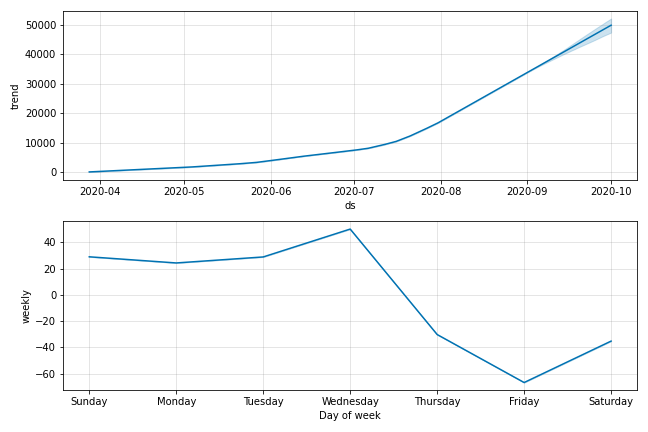 50000
40000
30000
20000
10000
0
trend
2020-04 2020-05 2020-06 2020-07 2020-08 2020-09 2020-10
ds
40
20
0
−20
−40
−60
weekly
Sunday Monday Tuesday Wednesday Thursday Friday Saturday
Day of week